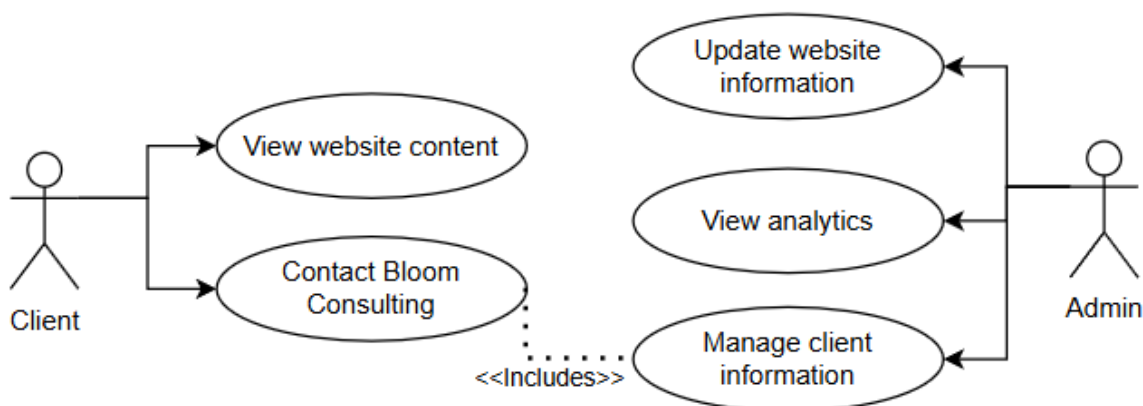 Update website
information
View website content
View analytics
Contact Bloom
Consulting
Client
Admin
Manage client
information
<<Includes>>